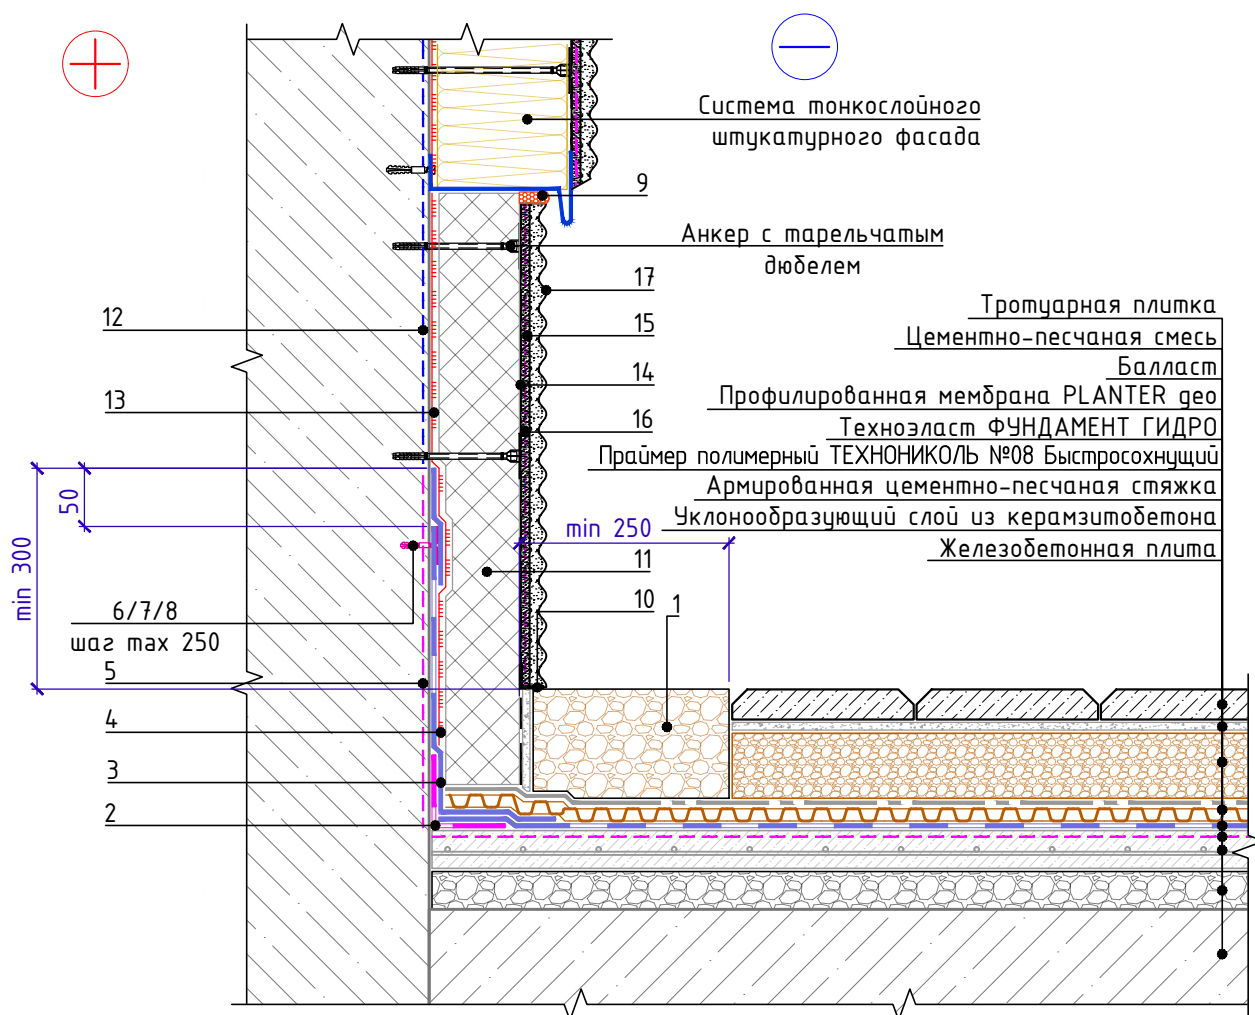 Система тонкослойного
штукатурного фасада
9
Анкер с тарельчатым
дюбелем
17
12
15
14
13
16
Тротуарная плитка
Цементно-песчаная смесь
Балласт
Профилированная мембрана PLANTER geo
Техноэласт ФУНДАМЕНТ ГИДРО
Праймер полимерный ТЕХНОНИКОЛЬ №08 Быстросохнущий
Армированная цементно-песчаная стяжка
Уклонообразующий слой из керамзитобетона
Железобетонная плита
50
min 300
min 250
11
10
1
6/7/8
шаг max 250
5
4
3
2